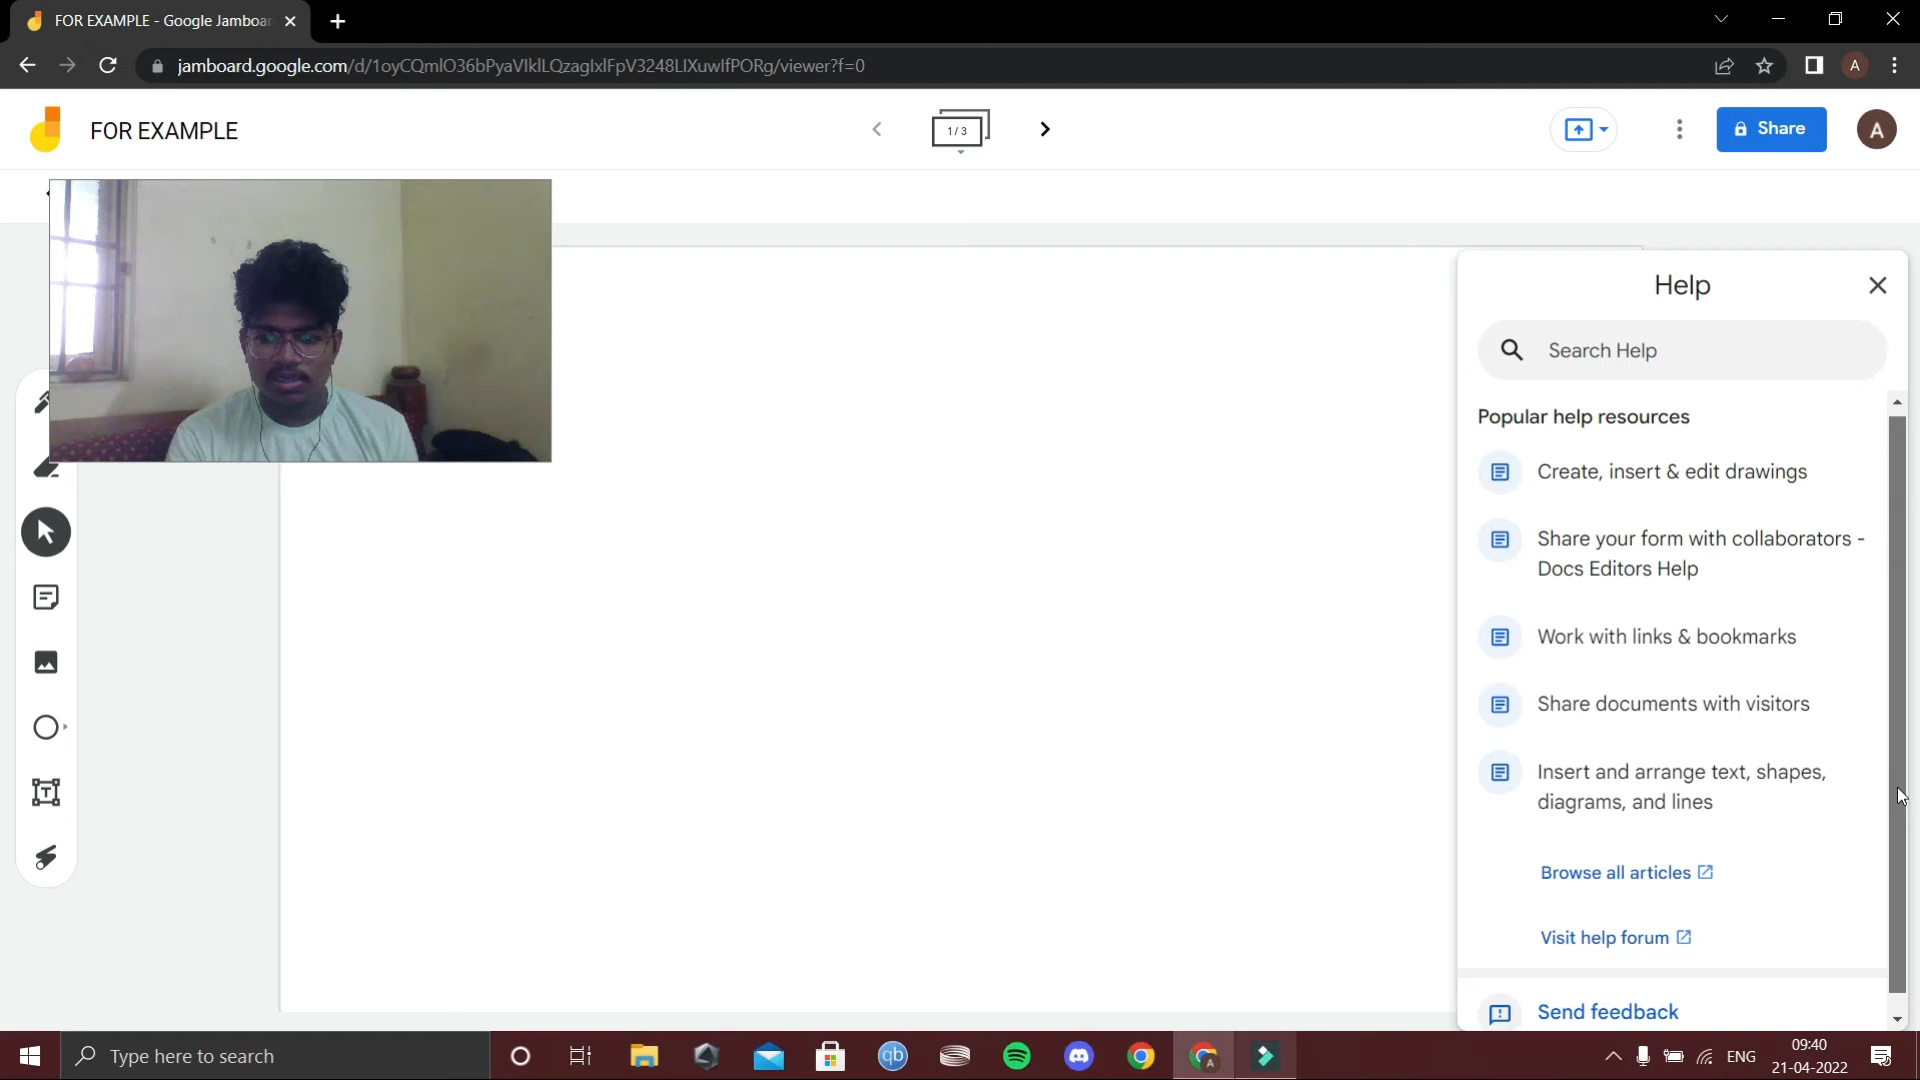 FOR EXAMPLE - Google Jamboar
jamboard.google.com/d/1oyCQmlO36bPyaVIklLQzagIxlFpV3248LIXuwIfPORg/viewer?f=0
A
FOR EXAMPLE
1 / 3
Share
A
Help
Search Help
Popular help resources
Create, insert & edit drawings
Share your form with collaborators -
Docs Editors Help
Work with links & bookmarks
Share documents with visitors
Insert and arrange text, shapes,
diagrams, and lines
Browse all articles
Visit help forum
Send feedback
T
Type here to search
qb
A
ENG
09:40
21-04-2022